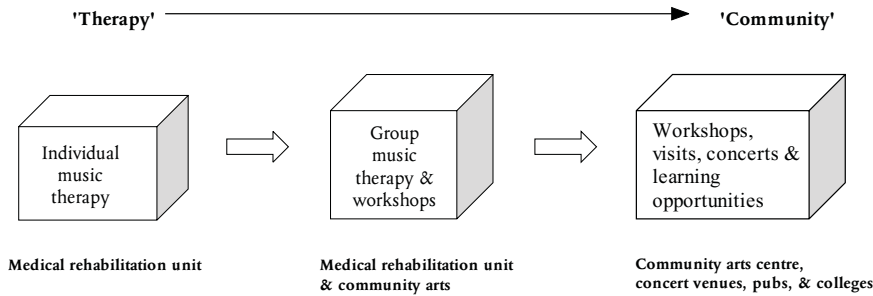 'Therapy'
'Community'
Individual
music
therapy
Group
music
therapy &
workshops
Workshops,
visits, concerts &
learning
opportunities
Medical rehabilitation unit
Medical rehabilitation unit
& community arts
Community arts centre,
concert venues, pubs, & colleges